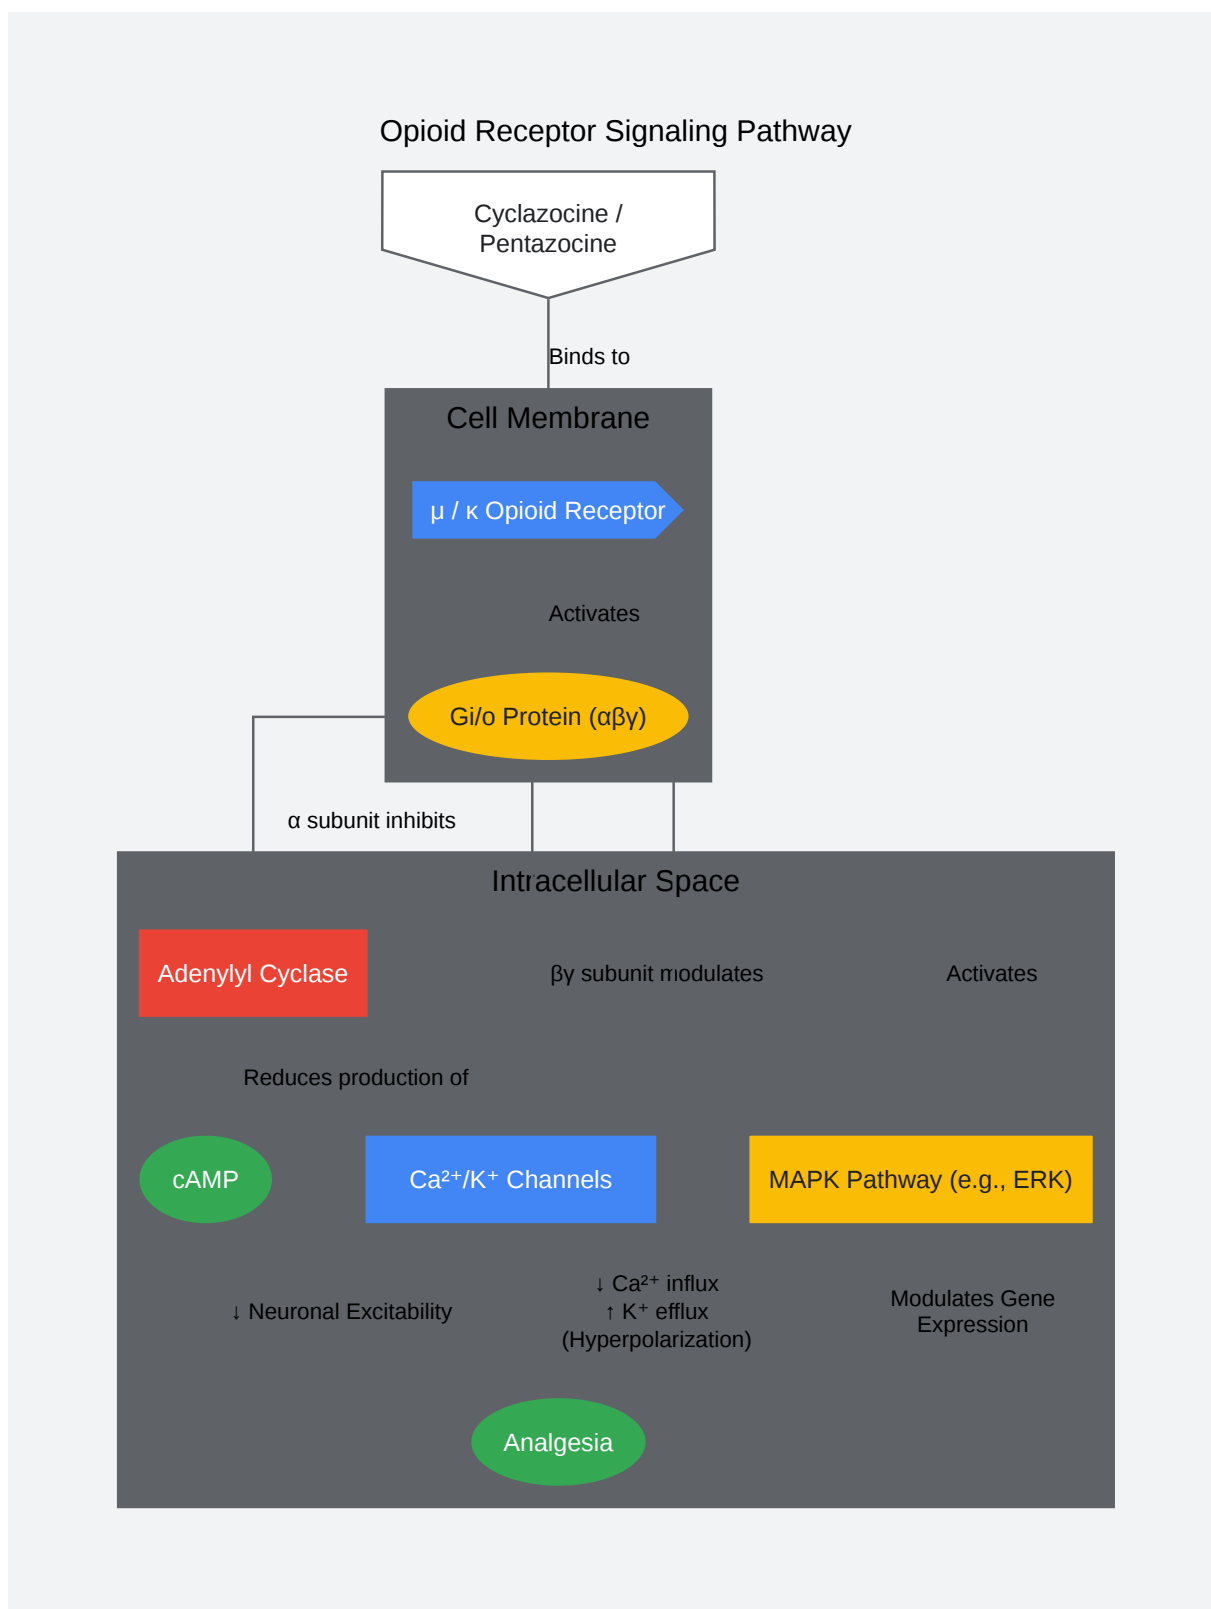 Opioid Receptor Signaling Pathway
Cyclazocine /
Pentazocine
Binds to
Cell Membrane
μ / κ Opioid Receptor
Activates
Gi/o Protein (αβγ)
α subunit inhibits
Intracellular Space
Adenylyl Cyclase
βγ subunit modulates
Activates
Reduces production of
cAMP
Ca²⁺/K⁺ Channels
MAPK Pathway (e.g., ERK)
↓ Neuronal Excitability
↓ Ca²⁺ influx
↑ K⁺ efflux
(Hyperpolarization)
Modulates Gene
Expression
Analgesia